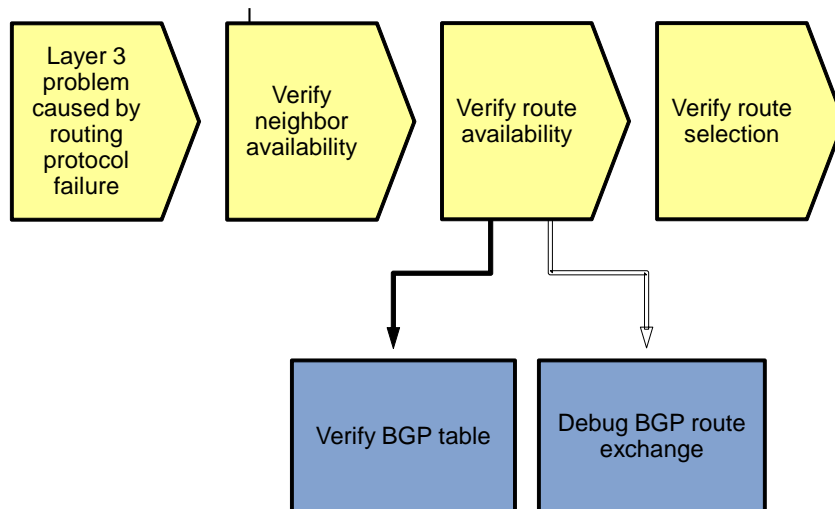 Layer 3
problem
caused by
routing
protocol
failure
Verify
neighbor
availability
Verify route
availability
Verify route
selection
Verify BGP table
Debug BGP route
exchange